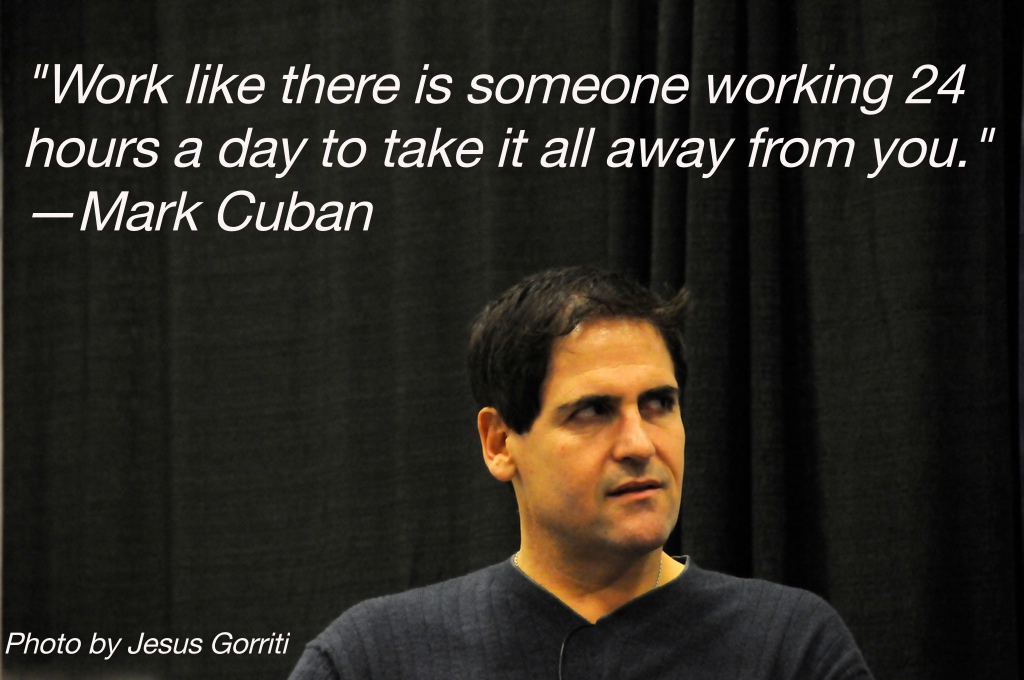 "Work like there is someone working 24
hours a day to take it all away from you."
—Mark Cuban
Photo by Jesus Gorriti